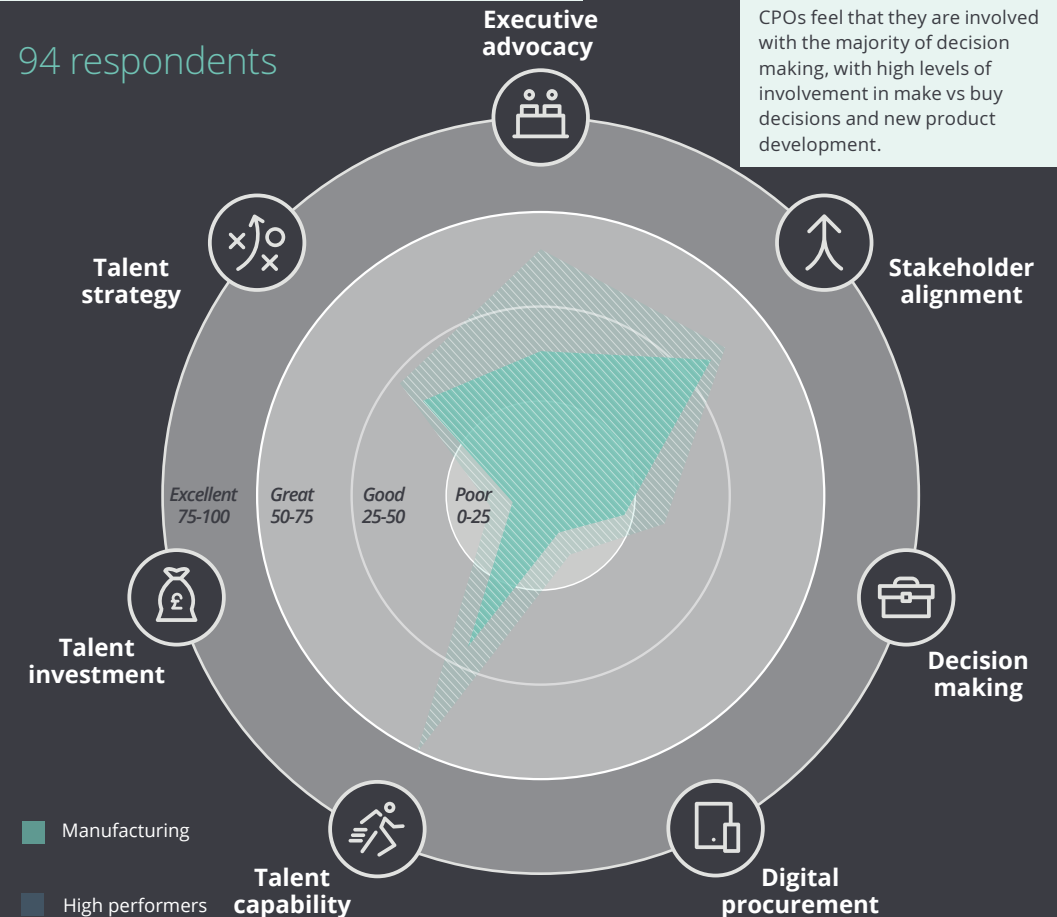 94 respondents
Executive
advocacy
CPOs feel that they are involved
with the majority of decision
making, with high levels of
involvement in make vs buy
decisions and new product
development.
Talent
strategy
Stakeholder
alignment
Excellent
75-100
Great
50-75
Good
25-50
Poor
0-25
£
Talent
investment
Decision
making
Manufacturing
High performers
Talent
capability
Digital
procurement